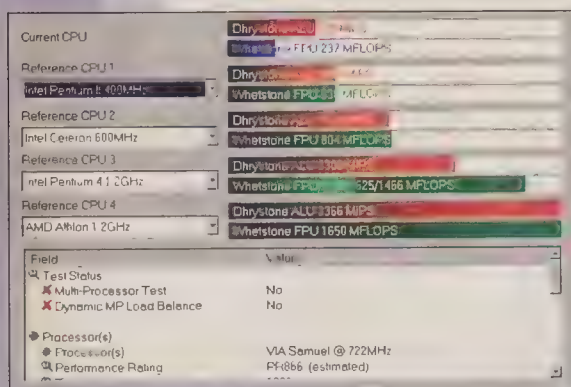 Current CPU
Dhrystone
FPU 237 MFLOPS
Reference CPU 1
Dhrystone
Intel Pentium II 400MHz
Whetstone FPU MFLOPS
Reference CPU 2
Dhrystone
Intel Celeron 600MHz
Whetstone FPU 804 MFLOPS
Reference CPU 3
Dhrystone ALU
Intel Pentium 4 1.2GHz
Whetstone FPU 625/1466 MFLOPS
Reference CPU 4
Dhrystone ALU 3366 MIPS
AMD Athlon 1.2GHz
Whetstone FPU 1650 MFLOPS
Field Value
Test Status
Multi-Processor Test No
Dynamic MP Load Balance No
Processor(s)
Processor(s) VIA Samuel @ 722MHz
Performance Rating PR866 (estimated)